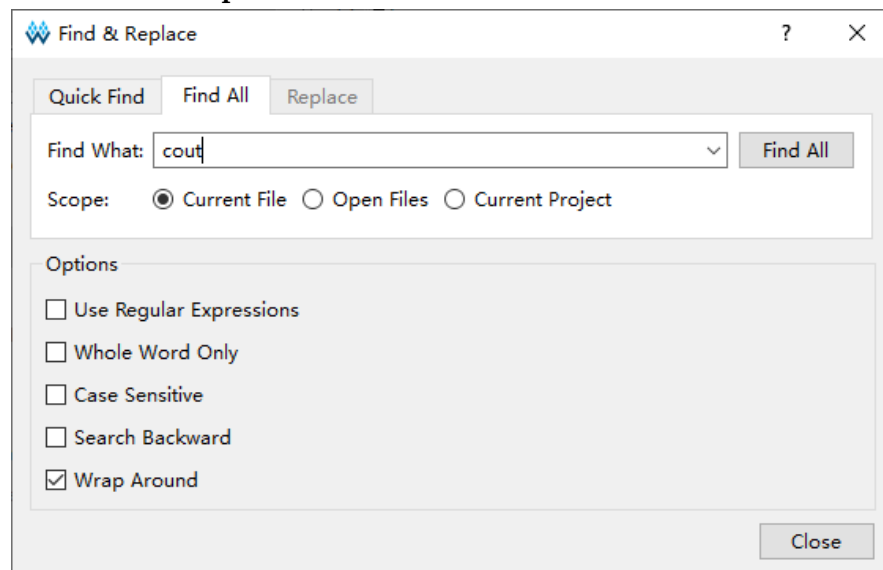 Find & Replace ?
Quick Find Find All Replace
Find What: cout Find All
Scope: Current File Open Files Current Project
Options
Use Regular Expressions
Whole Word Only
Case Sensitive
Search Backward
Wrap Around
Close